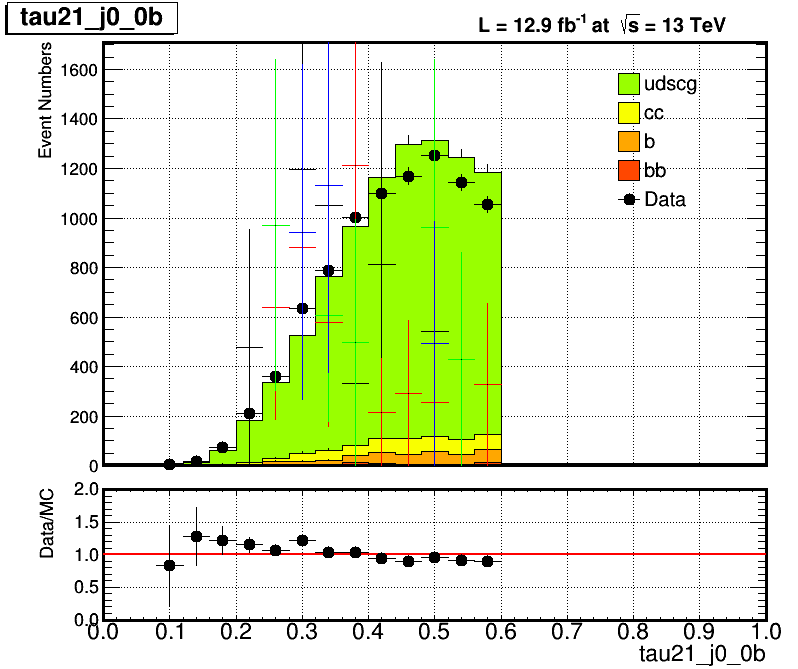 tau21_j0_0b
L = 12.9 fb⁻¹ at √s = 13 TeV
Event Numbers
1600
1400
1200
1000
800
600
400
200
0
udscg
cc
b
bb
Data
Data/MC
2.0
1.5
1.0
0.5
0.0
0.0 0.1 0.2 0.3 0.4 0.5 0.6 0.7 0.8 0.9 1.0
tau21_j0_0b